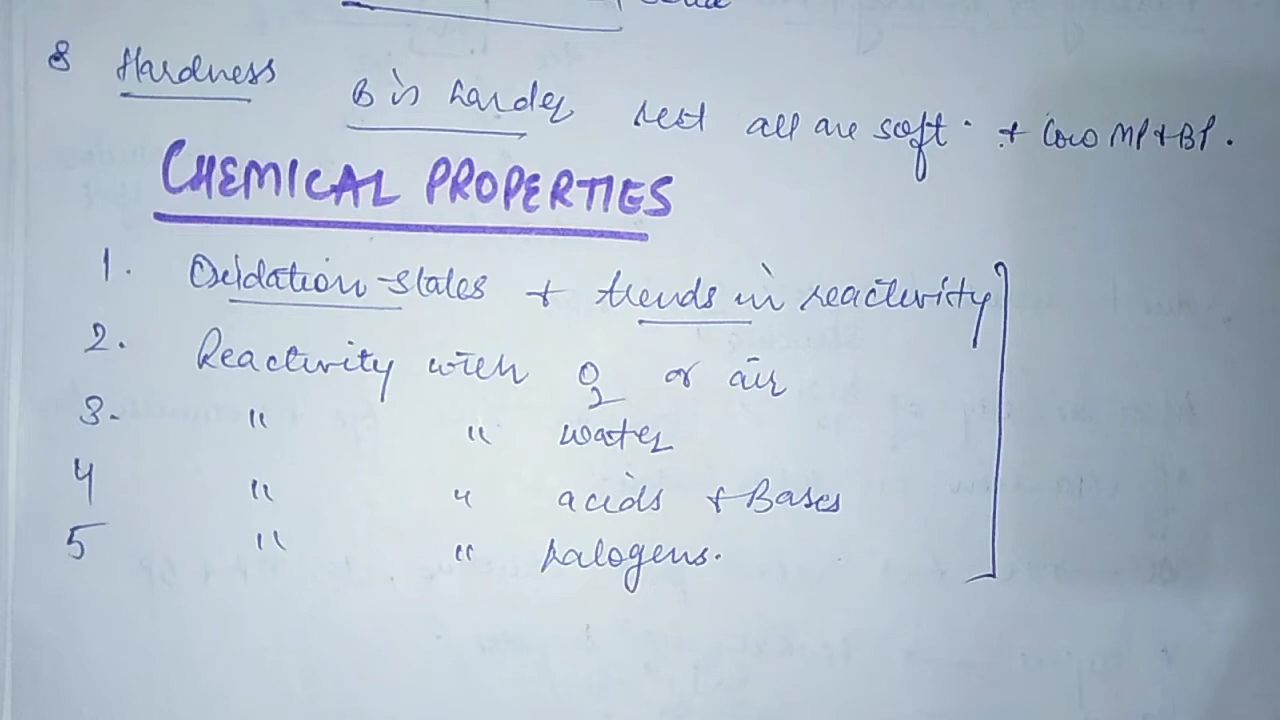 8 Hardness B is harder rest all are soft. + low MP + BP.
CHEMICAL PROPERTIES
1. Oxidation-states + trends in reactivity
2. Reactivity with O2 or air
3. " " water
4 " " acids + Bases
5 " " halogens.